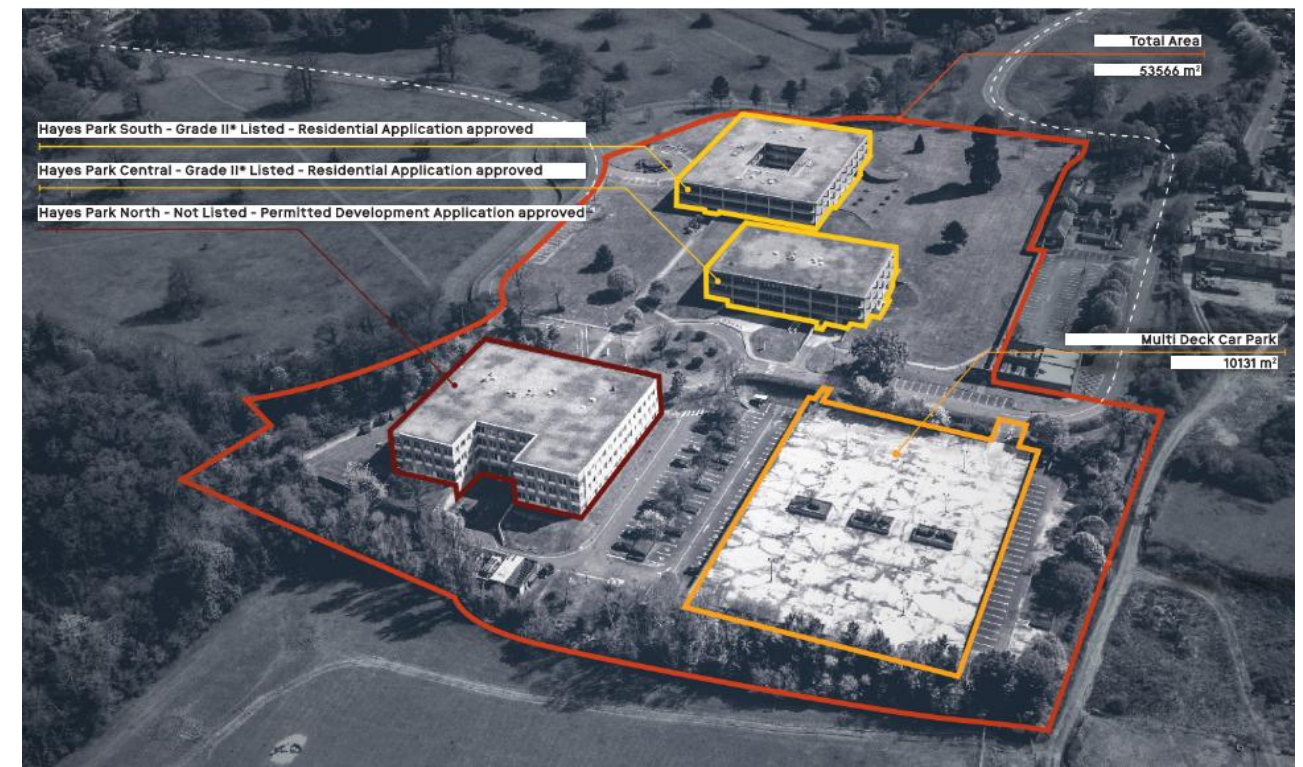 Total Area
53566 m²
Hayes Park South - Grade II* Listed - Residential Application approved
Hayes Park Central - Grade II* Listed - Residential Application approved
Hayes Park North - Not Listed - Permitted Development Application approved
Multi Deck Car Park
10131 m²